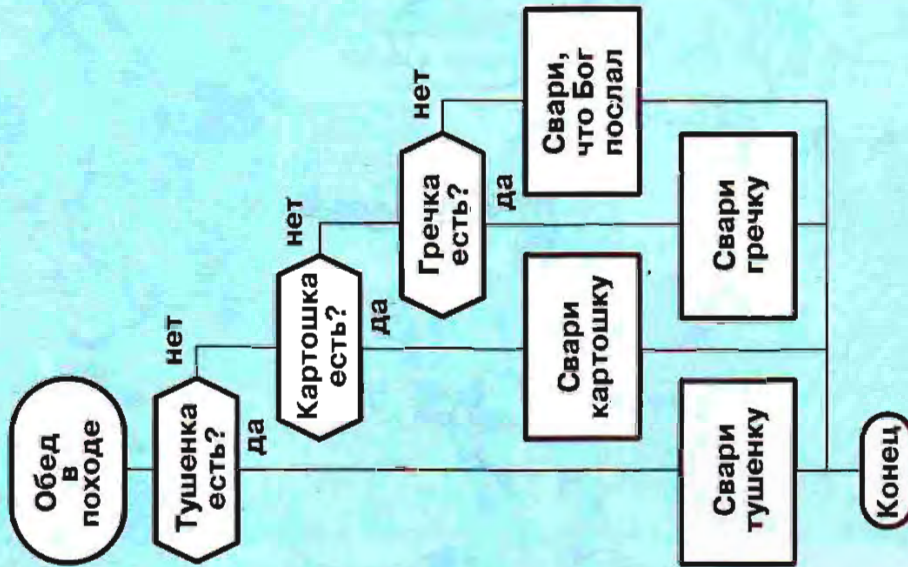 Обед
в
походе
Тушенка
есть?
нет
да
Картошка
есть?
нет
да
Гречка
есть?
нет
да
Свари,
что Бог
послал
Свари
гречку
Свари
картошку
Свари
тушенку
Конец